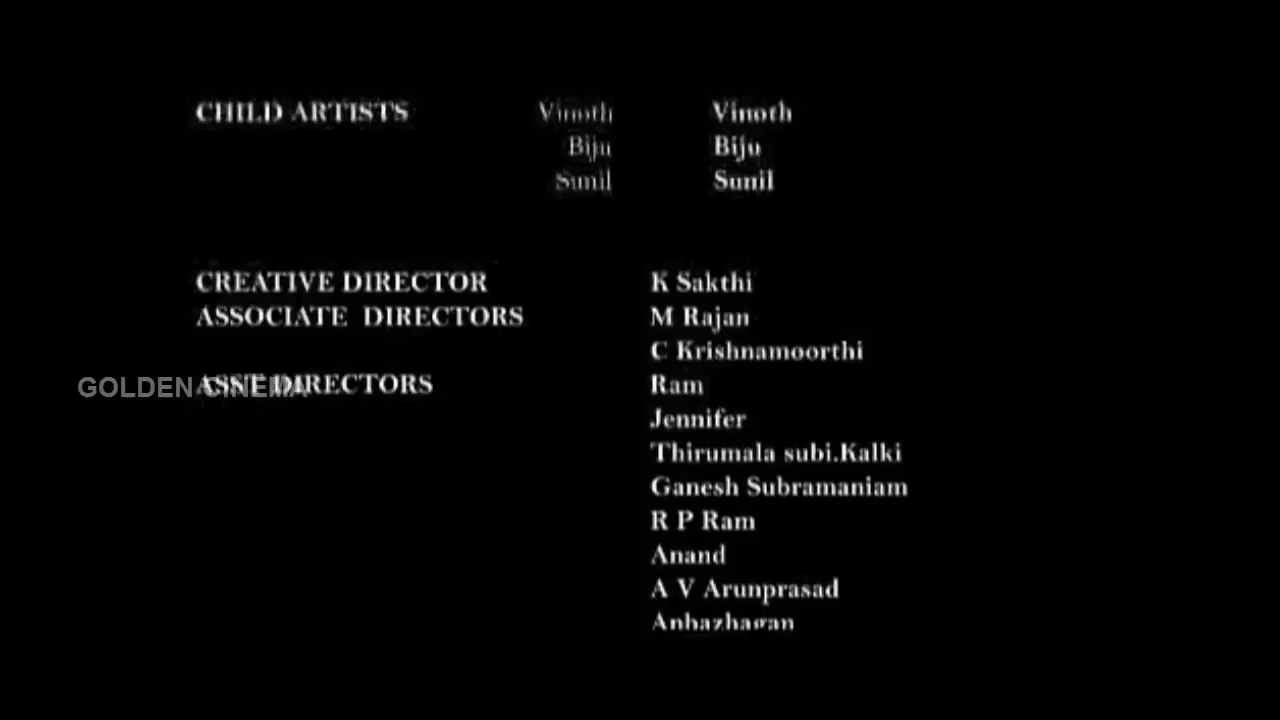 CHILD ARTISTS Vinoth Vinoth
Biju Biju
Sunil Sunil
CREATIVE DIRECTOR K Sakthi
ASSOCIATE DIRECTORS M Rajan
C Krishnamoorthi
GOLDEN CINEMA
ASST DIRECTORS Ram
Jennifer
Thirumala subi.Kalki
Ganesh Subramaniam
R P Ram
Anand
A V Arunprasad
Anbazhagan